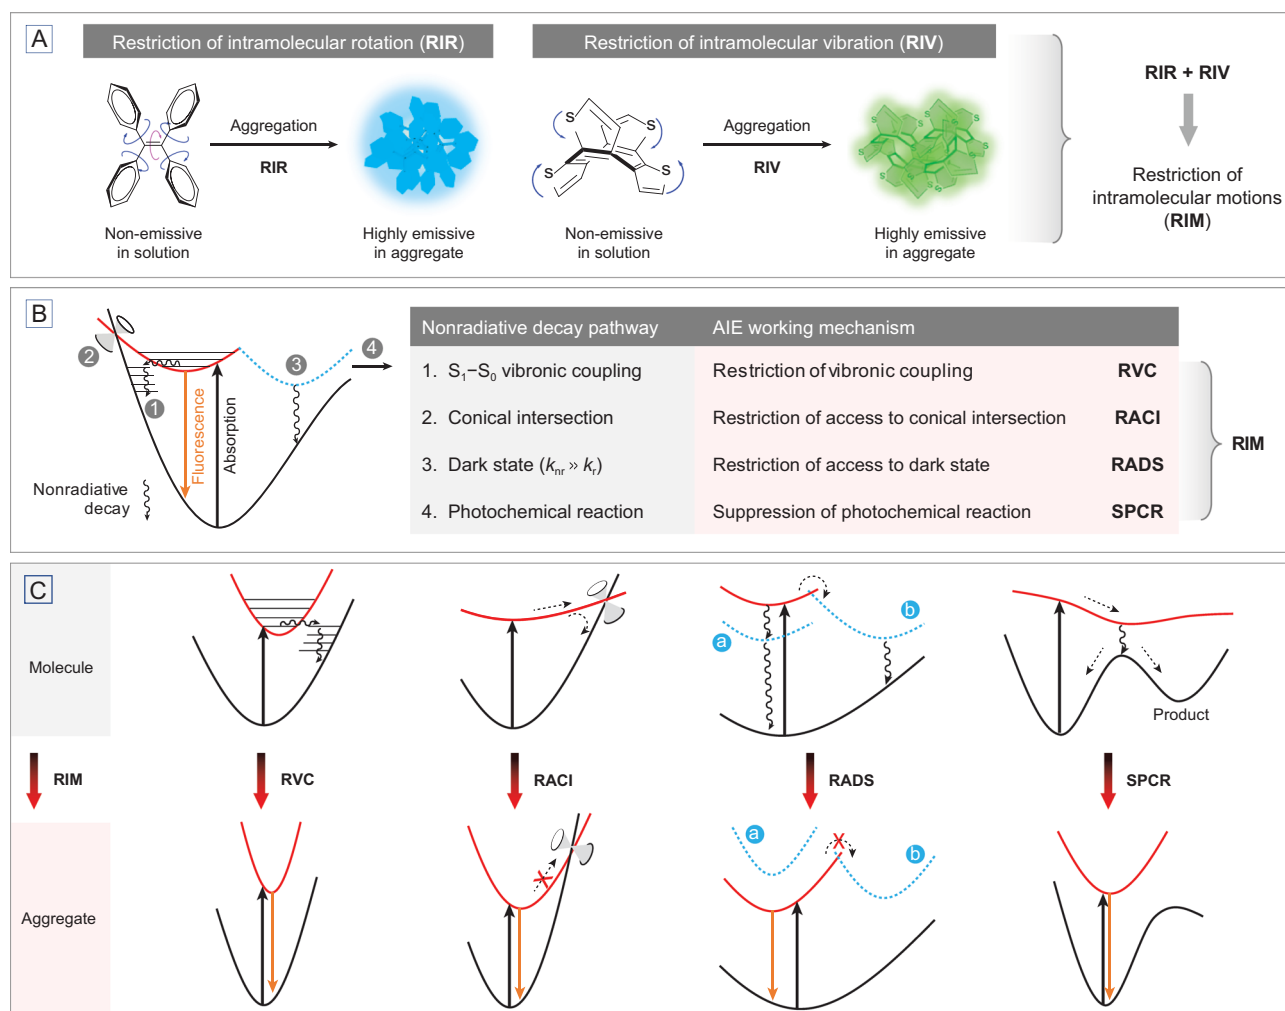 A
Restriction of intramolecular rotation (RIR)
Restriction of intramolecular vibration (RIV)
Aggregation
RIR
Non-emissive
in solution
Highly emissive
in aggregate
S
S
S
S
Aggregation
RIV
Non-emissive
in solution
S
S
S
S
S
S
S
S
S
Highly emissive
in aggregate
RIR + RIV
Restriction of
intramolecular motions
(RIM)
B
2
1
3
4
Fluorescence
Absorption
Nonradiative
decay
Nonradiative decay pathway AIE working mechanism
1. S₁–S₀ vibronic coupling Restriction of vibronic coupling RVC
2. Conical intersection Restriction of access to conical intersection RACI
3. Dark state (kₙᵣ » kᵣ) Restriction of access to dark state RADS
4. Photochemical reaction Suppression of photochemical reaction SPCR
RIM
C
Molecule
a
b
Product
RIM
RVC
RACI
RADS
SPCR
Aggregate
X
a
X
b